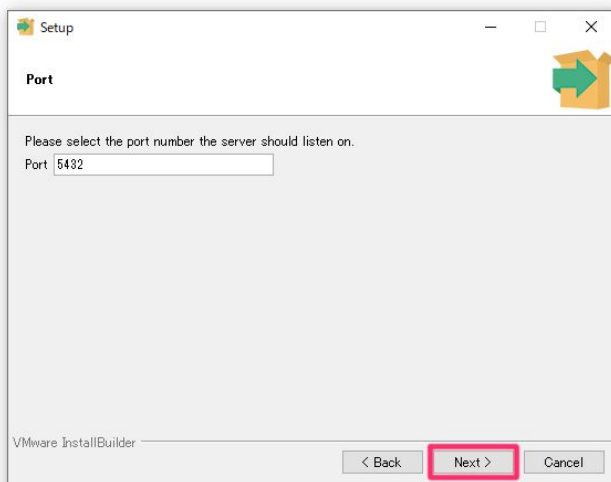 Setup
Port
Please select the port number the server should listen on.
Port 5432
VMware InstallBuilder
< Back Next > Cancel